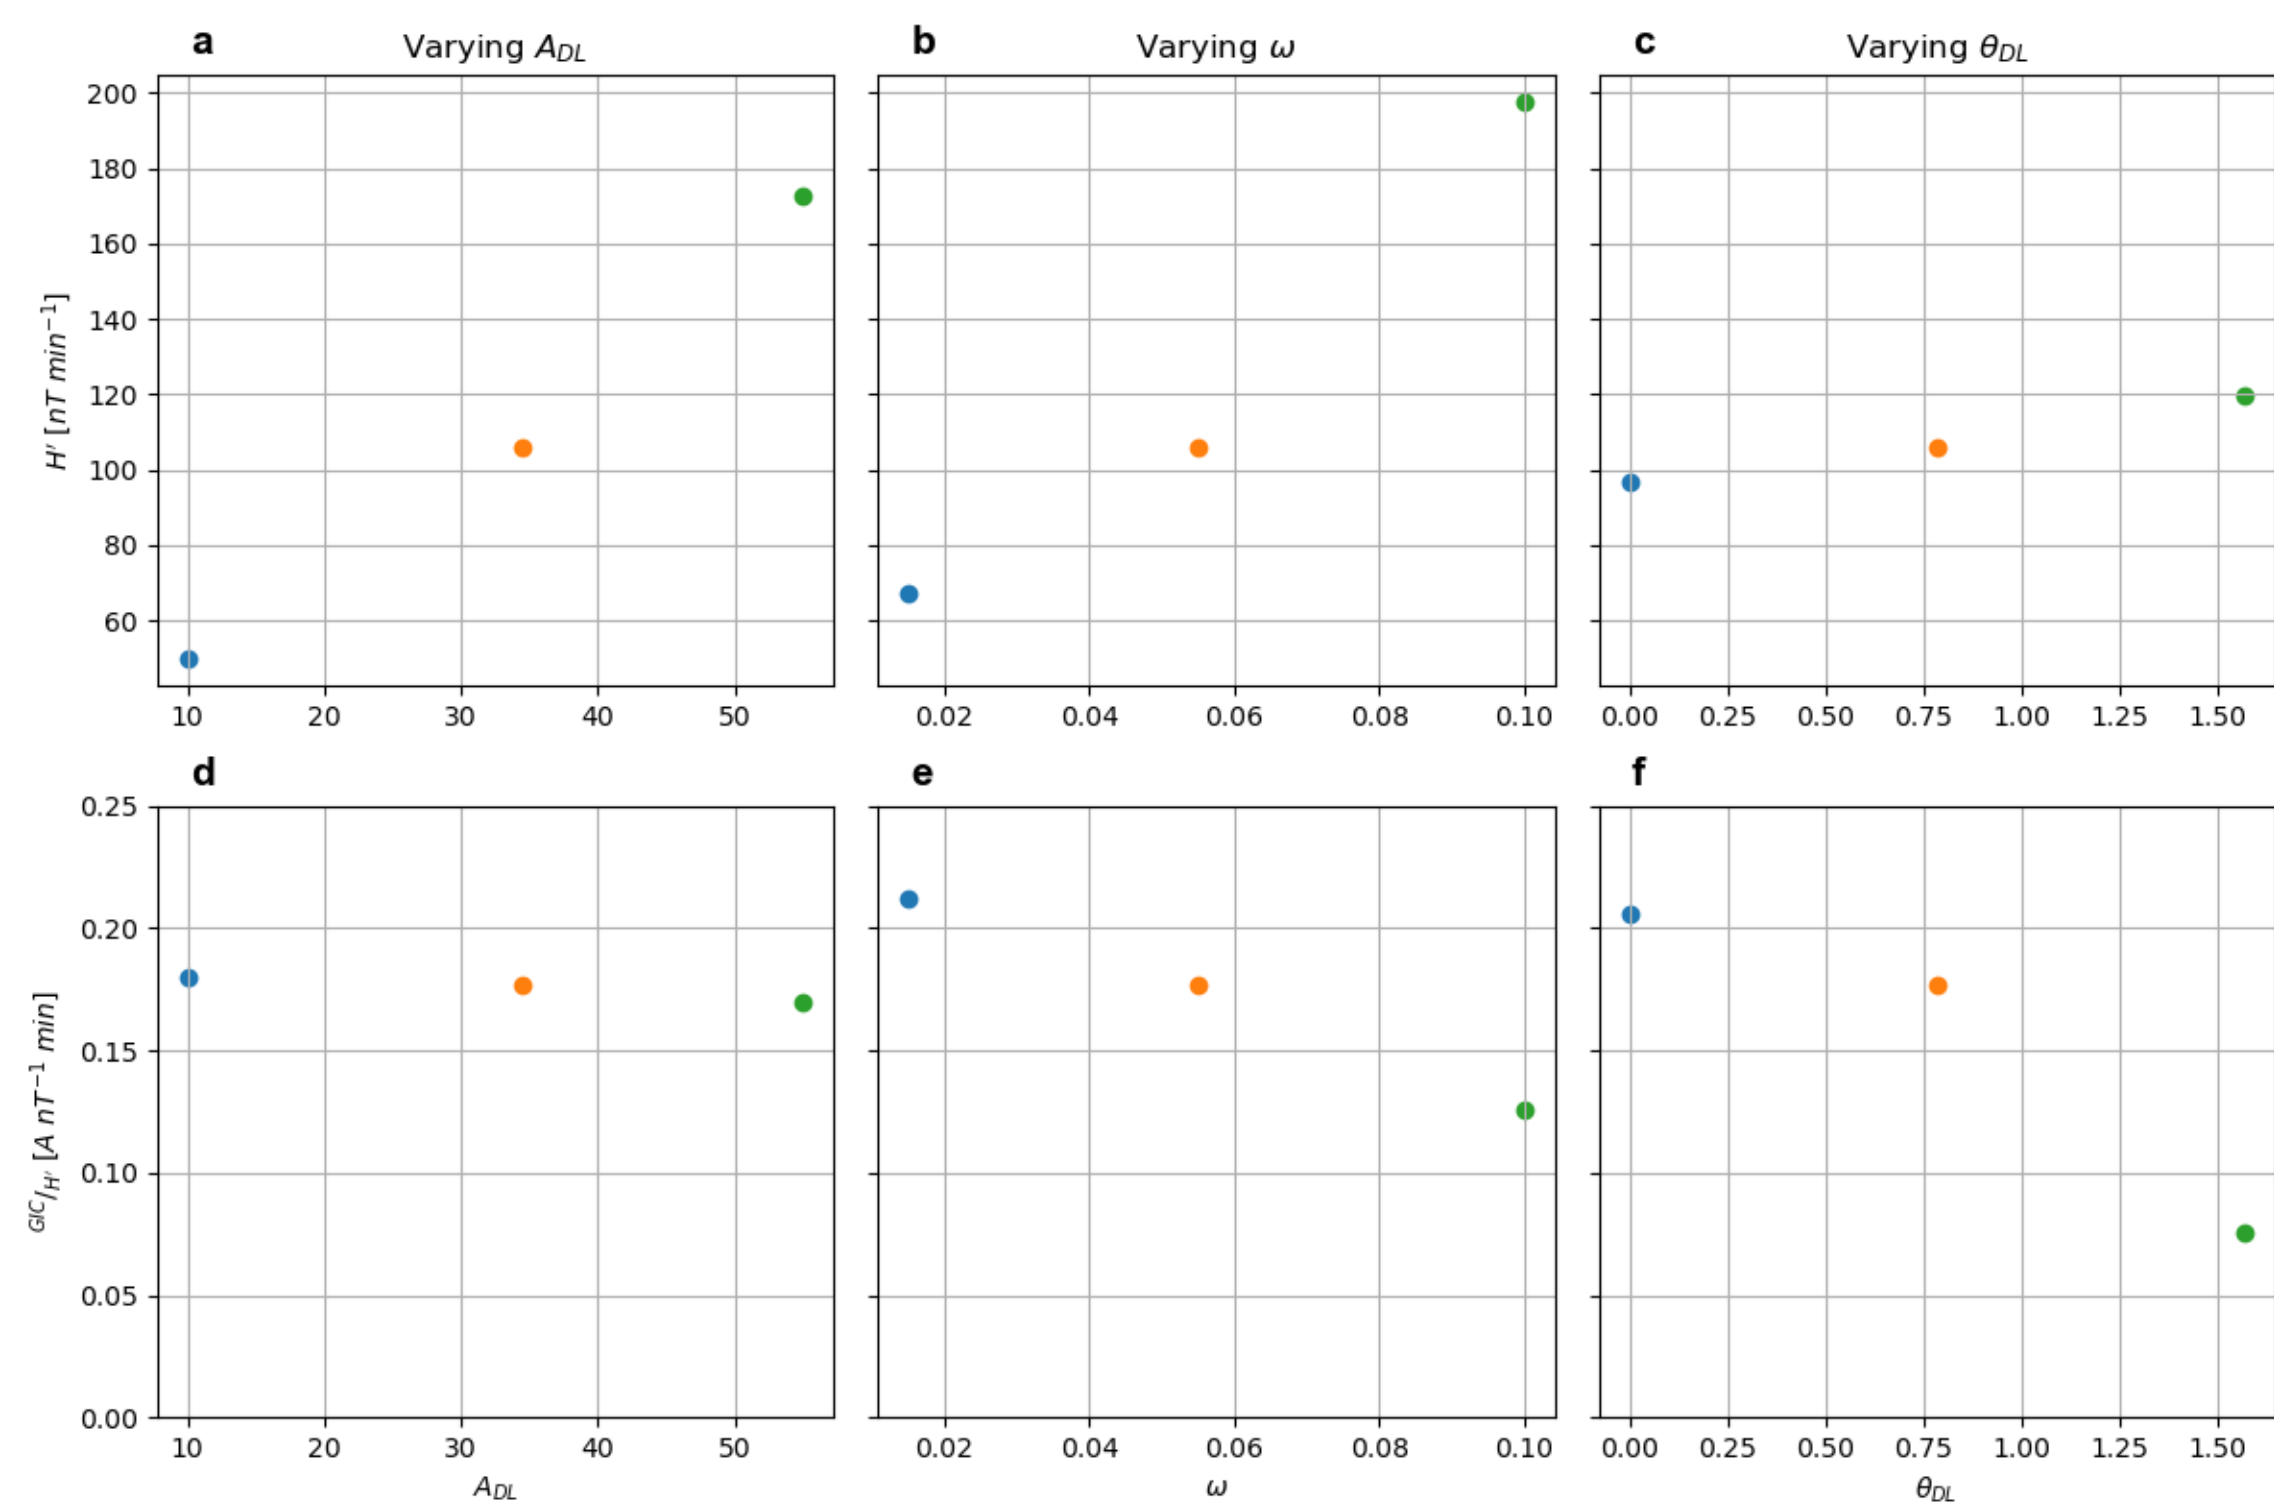 a Varying A_DL
b Varying ω
c Varying θ_DL
200
180
160
140
120
100
80
60
H′ [nT min⁻¹]
10 20 30 40 50
0.02 0.04 0.06 0.08 0.10
0.00 0.25 0.50 0.75 1.00 1.25 1.50
d
e
f
0.25
0.20
0.15
0.10
0.05
0.00
GIC/H′ [A nT⁻¹ min]
10 20 30 40 50
0.02 0.04 0.06 0.08 0.10
0.00 0.25 0.50 0.75 1.00 1.25 1.50
A_DL
ω
θ_DL